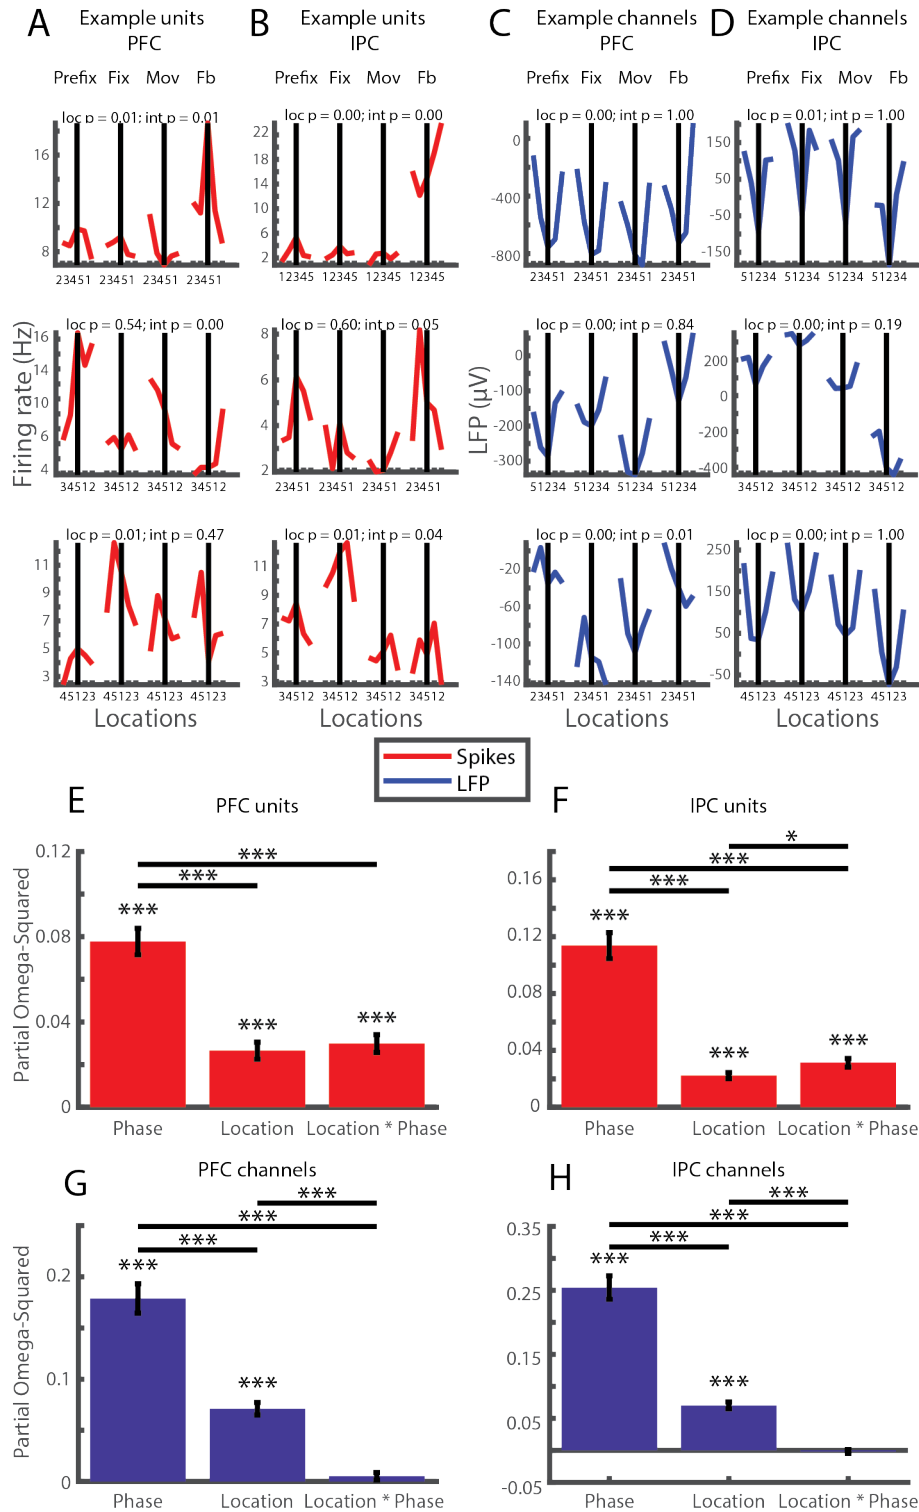 A Example units PFC
B Example units IPC
C Example channels PFC
D Example channels IPC
Prefix Fix Mov Fb
Prefix Fix Mov Fb
Prefix Fix Mov Fb
Prefix Fix Mov Fb
loc p = 0.01; int p = 0.01
loc p = 0.00; int p = 0.00
loc p = 0.00; int p = 1.00
loc p = 0.01; int p = 1.00
16
12
8
23451 23451 23451 23451
22
18
14
10
6
2
12345 12345 12345 12345
0
-400
-800
23451 23451 23451 23451
150
50
-50
-150
51234 51234 51234 51234
Firing rate (Hz)
loc p = 0.54; int p = 0.00
loc p = 0.60; int p = 0.05
loc p = 0.00; int p = 0.84
loc p = 0.00; int p = 0.19
16
14
10
6
4
34512 34512 34512 34512
8
6
4
2
23451 23451 23451 23451
LFP (μV)
0
-100
-200
-300
51234 51234 51234 51234
200
0
-200
-400
34512 34512 34512 34512
loc p = 0.01; int p = 0.47
loc p = 0.01; int p = 0.04
loc p = 0.00; int p = 0.01
loc p = 0.00; int p = 1.00
11
9
7
5
3
45123 45123 45123 45123
11
9
7
5
3
34512 34512 34512 34512
-20
-60
-100
-140
23451 23451 23451 23451
250
150
50
-50
45123 45123 45123 45123
Locations
Locations
Locations
Locations
Spikes
LFP
E PFC units
Partial Omega-Squared
0.12
0.08
0.04
0
***
***
***
***
***
Phase Location Location * Phase
F IPC units
0.16
0.12
0.08
0.04
0
*
***
***
***
***
***
Phase Location Location * Phase
G PFC channels
Partial Omega-Squared
0.2
0.1
0
***
***
***
***
***
Phase Location Location * Phase
H IPC channels
0.35
0.25
0.15
0.05
-0.05
***
***
***
***
***
Phase Location Location * Phase